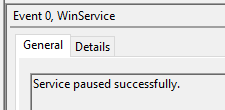 Event 0, WinService
General Details
Service paused successfully.